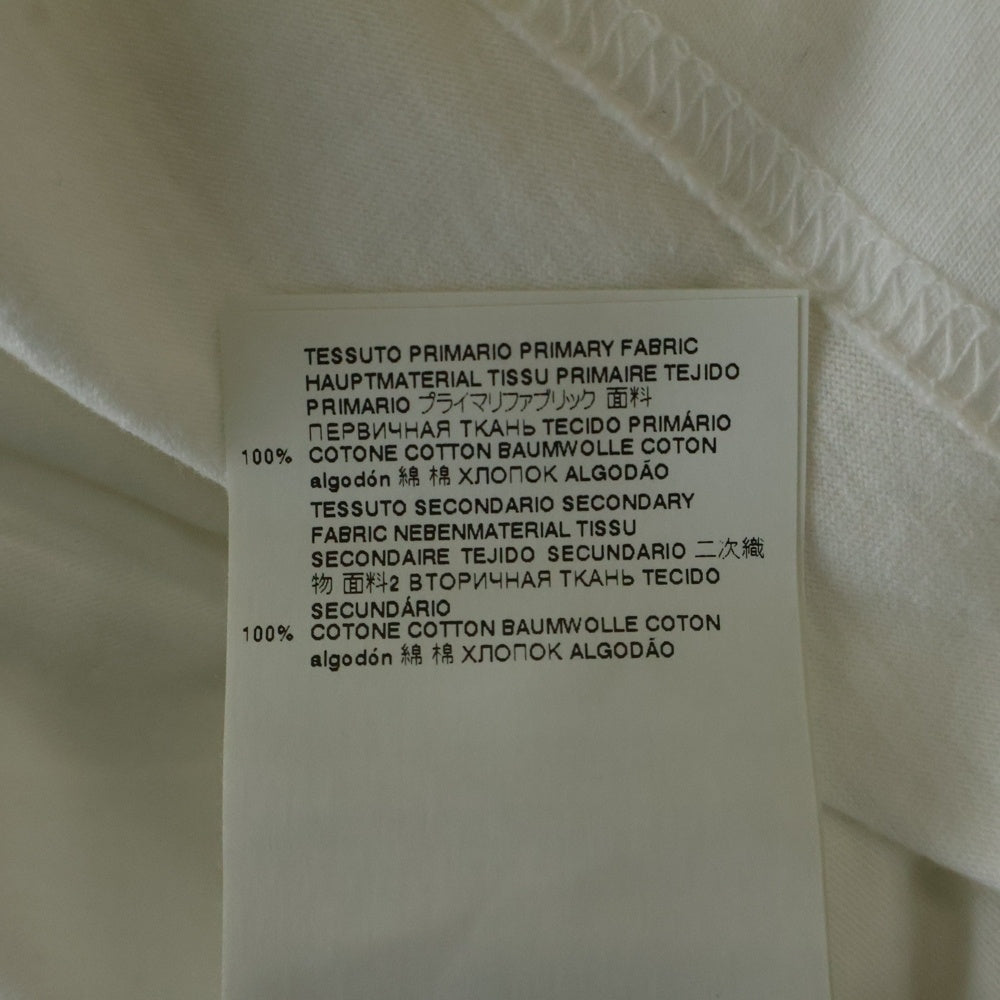 TESSUTO PRIMARIO PRIMARY FABRIC
HAUPTMATERIAL TISSU PRIMAIRE TEJIDO
PRIMARIO プライマリファブリック 面料
ПЕРВИЧНАЯ ТКАНЬ TECIDO PRIMÁRIO
100% COTONE COTTON BAUMWOLLE COTON
algodón 綿 棉 ХЛОПОК ALGODÃO
TESSUTO SECONDARIO SECONDARY
FABRIC NEBENMATERIAL TISSU
SECONDAIRE TEJIDO SECUNDARIO 二次織
物 面料2 ВТОРИЧНАЯ ТКАНЬ TECIDO
SECUNDÁRIO
100% COTONE COTTON BAUMWOLLE COTON
algodón 綿 棉 ХЛОПОК ALGODÃO